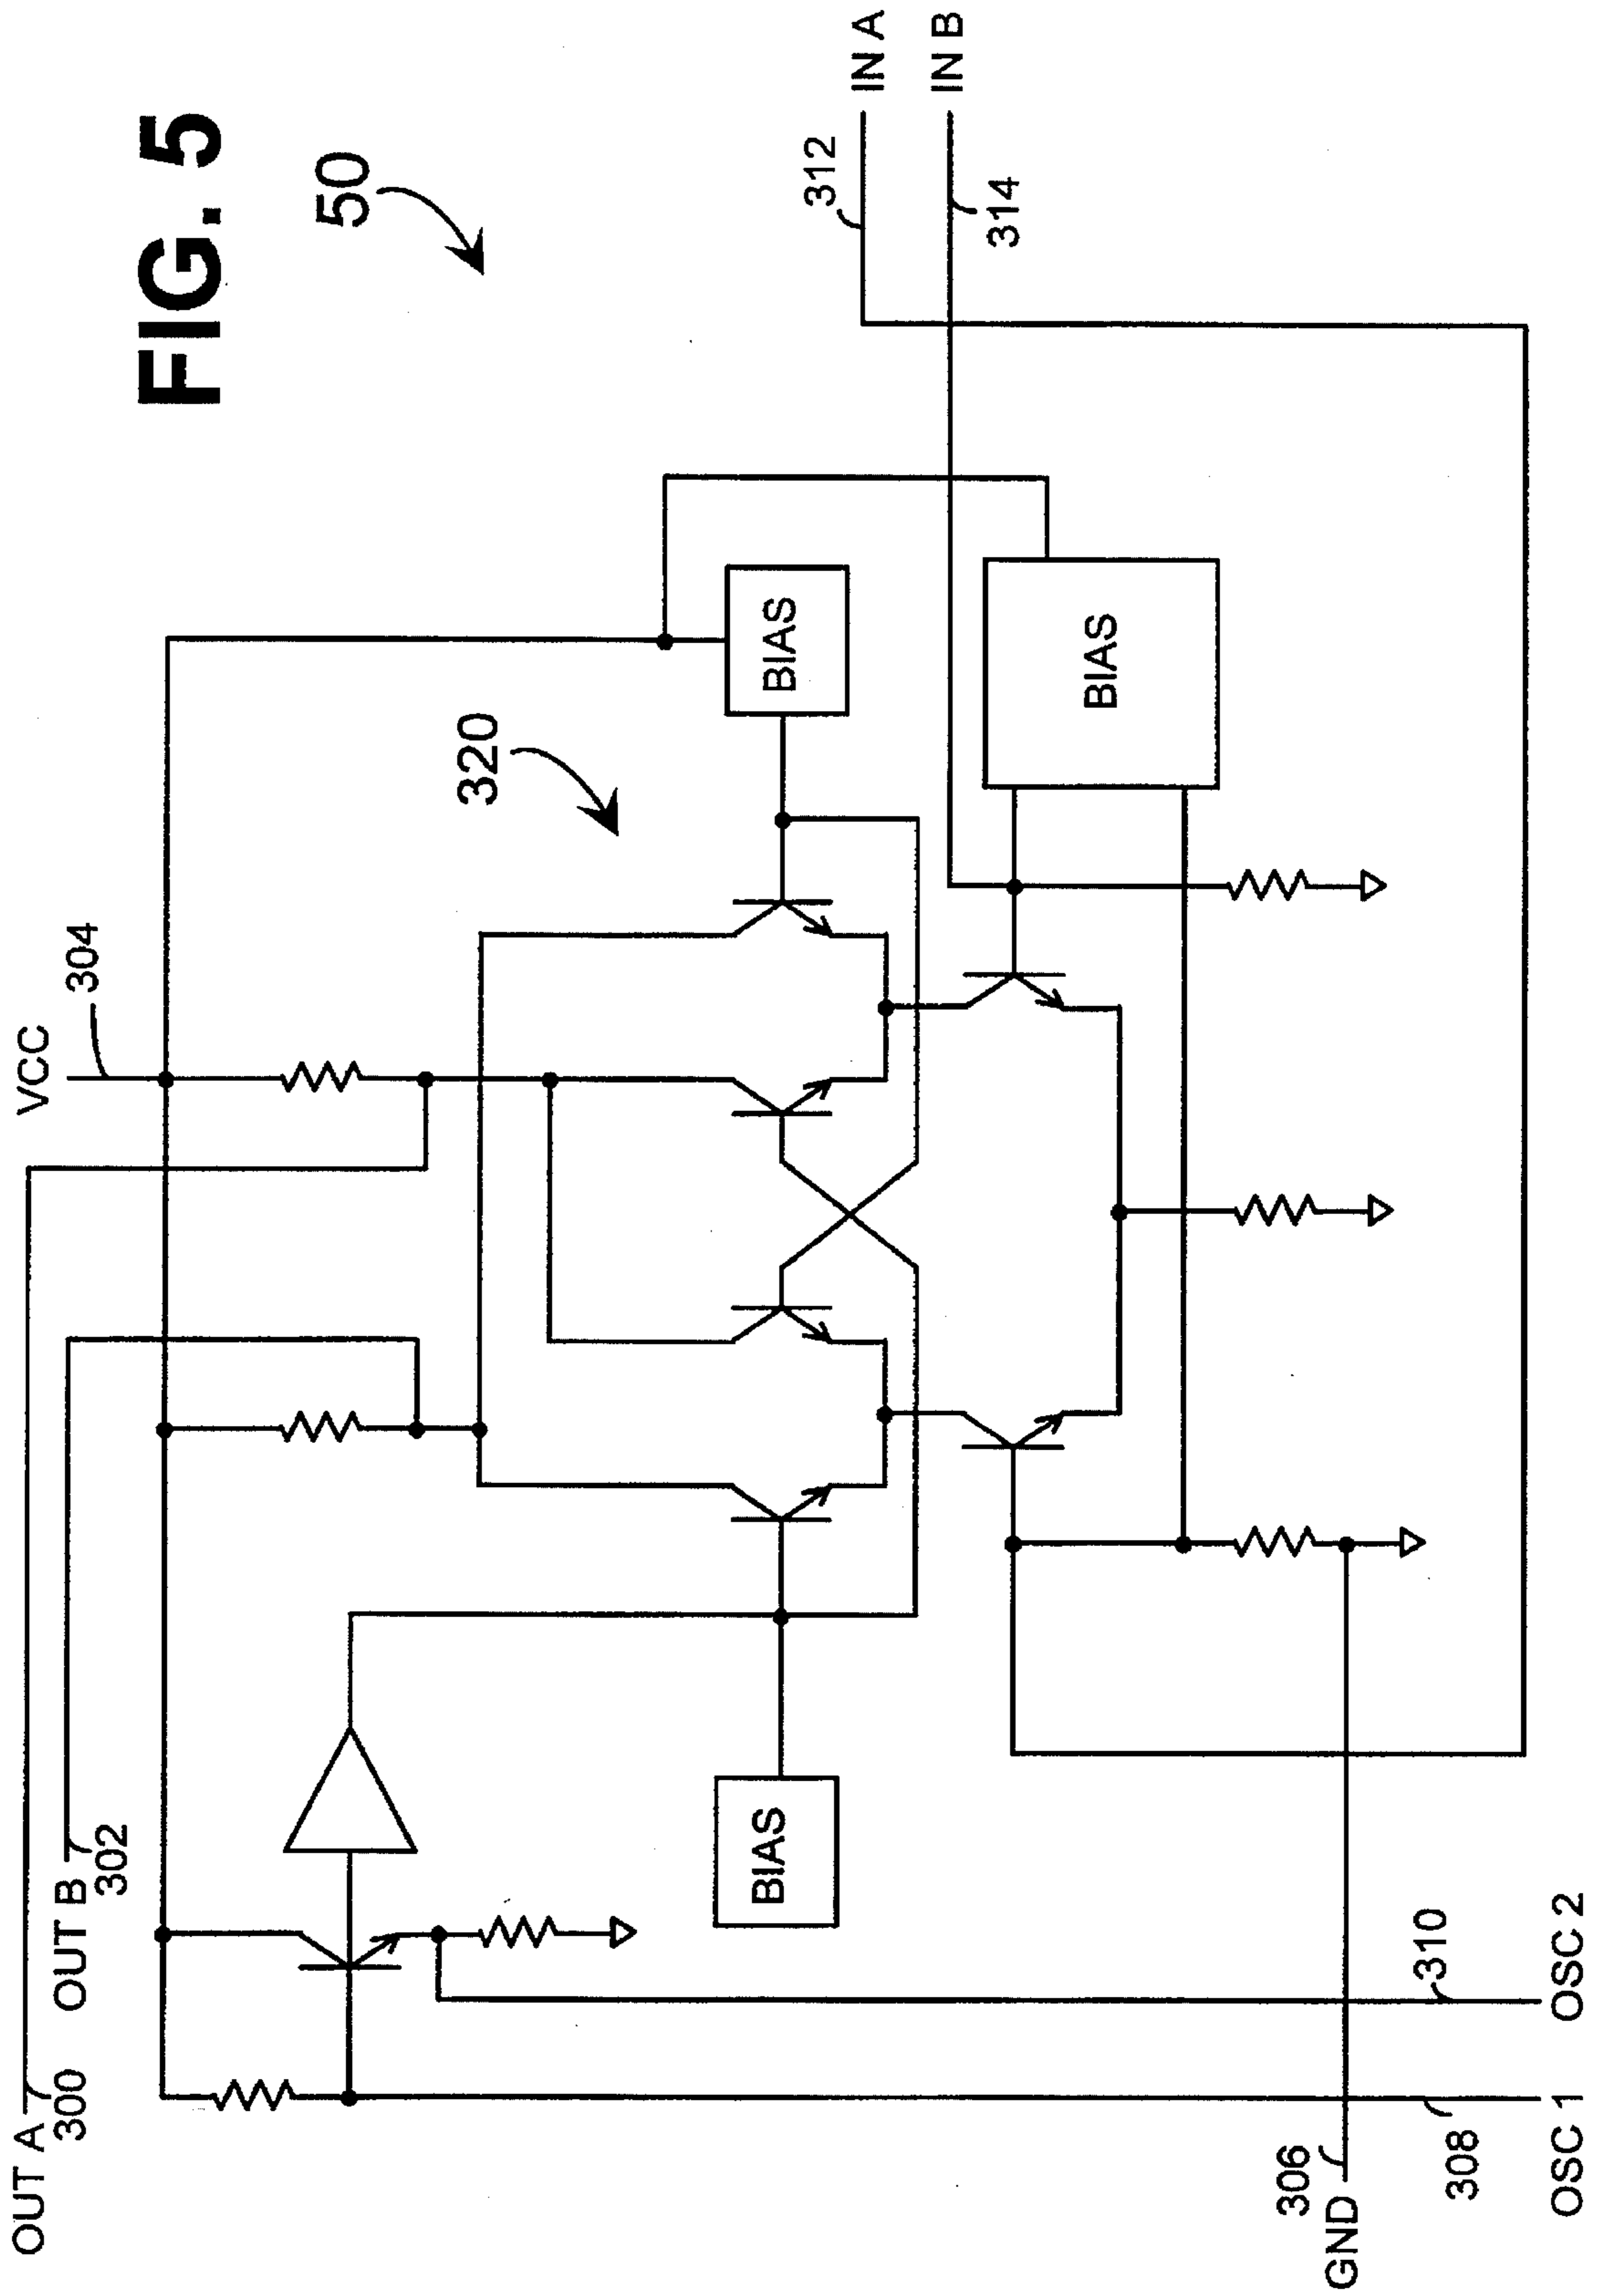 FIG. 5
50
OUT A
300
OUT B
302
VCC
304
320
BIAS
BIAS
BIAS
IN A
312
IN B
314
GND
306
OSC 1
308
OSC 2
310